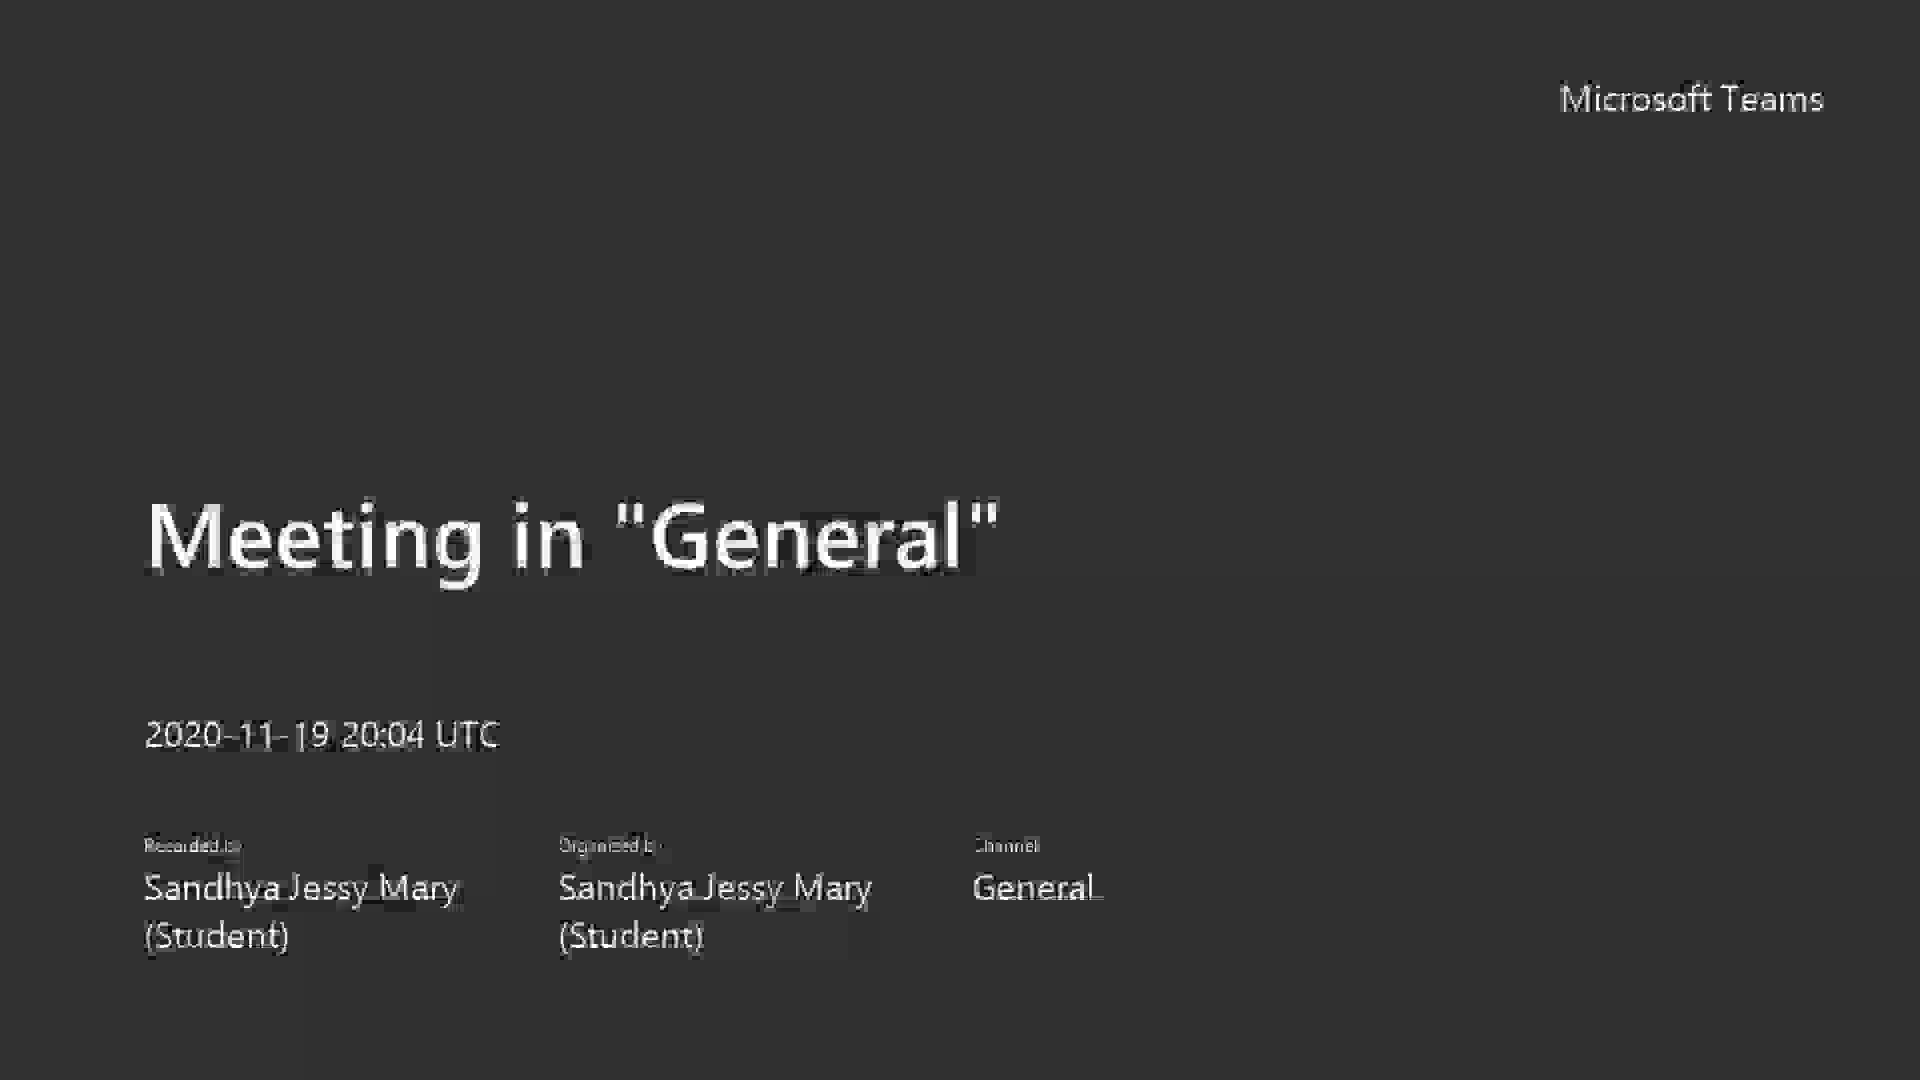 Microsoft Teams
Meeting in "General"
2020-11-19 20:04 UTC
Recorded by
Organized by
Channel
Sandhya Jessy Mary
(Student)
Sandhya Jessy Mary
(Student)
General